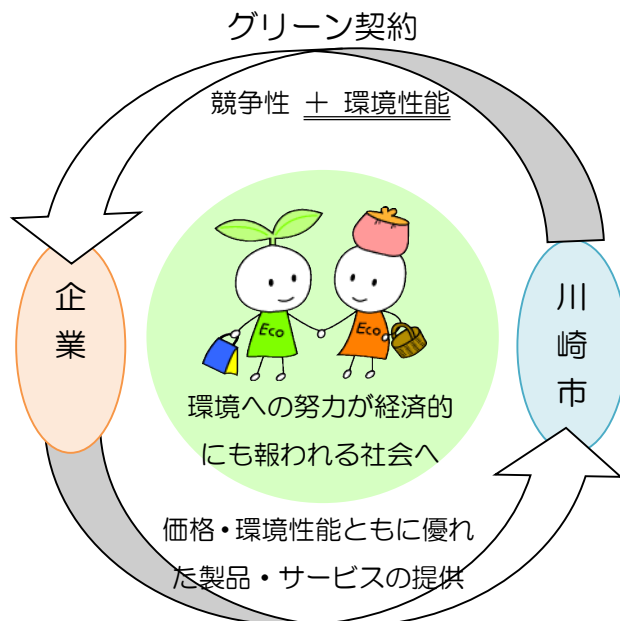 グリーン契約
競争性 ＋ 環境性能
企業
川崎市
Eco
Eco
環境への努力が経済的
にも報われる社会へ
価格・環境性能ともに優れ
た製品・サービスの提供